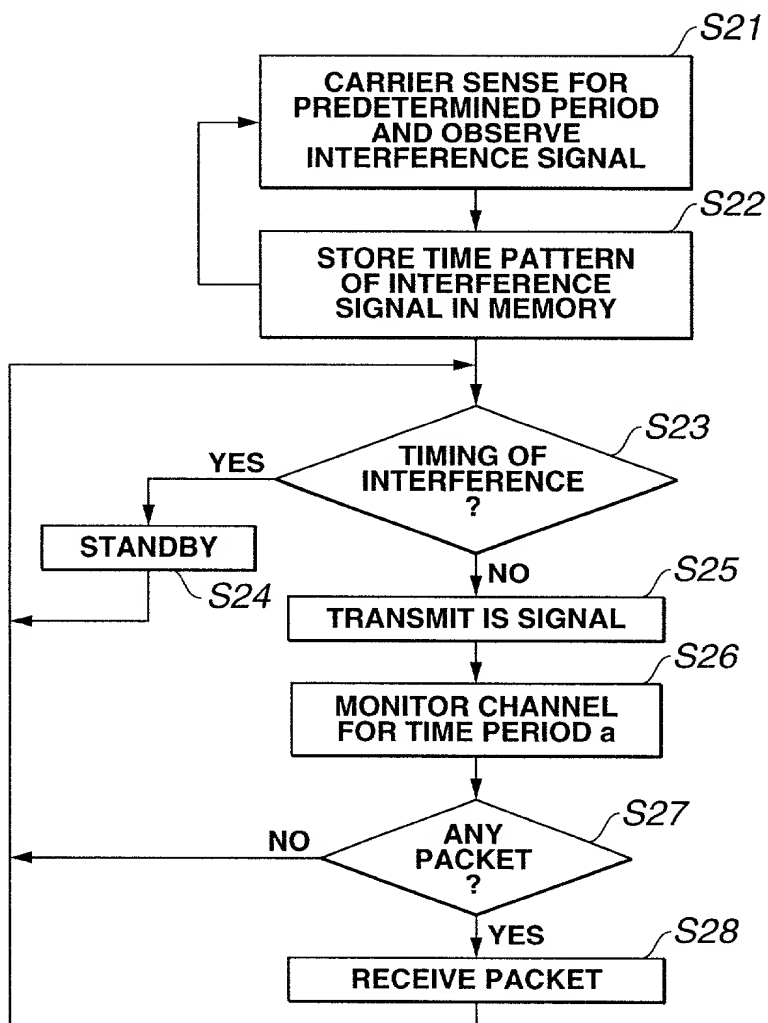 S21
CARRIER SENSE FOR
PREDETERMINED PERIOD
AND OBSERVE
INTERFERENCE SIGNAL
S22
STORE TIME PATTERN
OF INTERFERENCE
SIGNAL IN MEMORY
S23
TIMING OF
INTERFERENCE
?
YES
STANDBY
S24
NO
S25
TRANSMIT IS SIGNAL
S26
MONITOR CHANNEL
FOR TIME PERIOD a
S27
ANY
PACKET
?
NO
YES
S28
RECEIVE PACKET